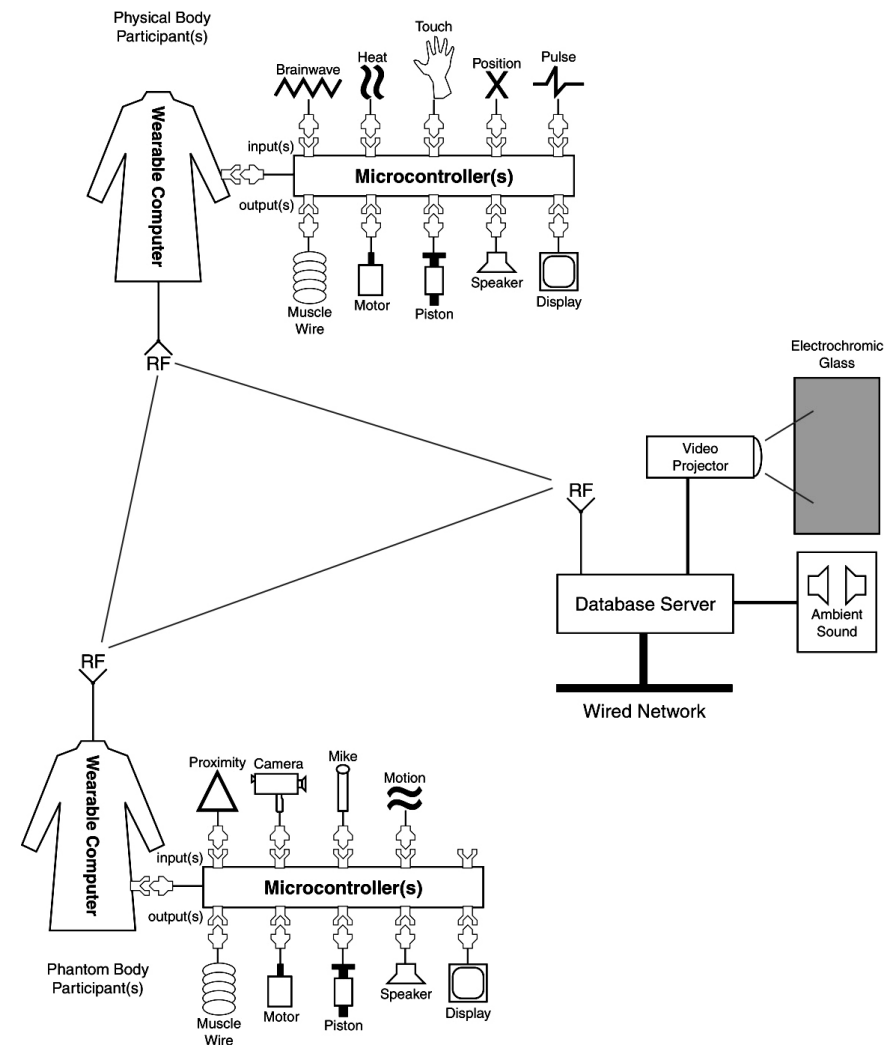 Physical Body
Participant(s)
Wearable Computer
Brainwave
Heat
Touch
Position
Pulse
input(s)
Microcontroller(s)
output(s)
Muscle
Wire
Motor
Piston
Speaker
Display
RF
Electrochromic
Glass
Video
Projector
RF
Database Server
Ambient
Sound
Wired Network
RF
Wearable Computer
Proximity
Camera
Mike
Motion
input(s)
Microcontroller(s)
output(s)
Phantom Body
Participant(s)
Muscle
Wire
Motor
Piston
Speaker
Display